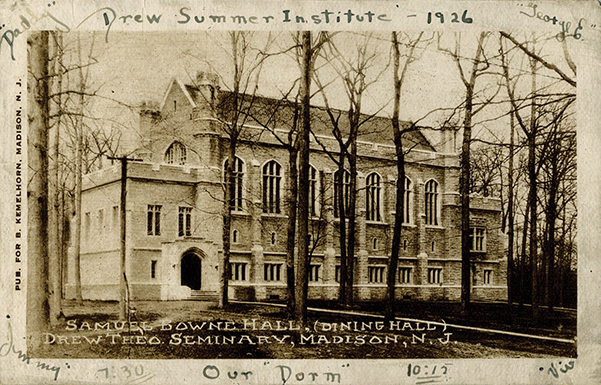 Drew Summer Institute - 1926
"George E."
PUB. FOR B. KEMELHORN, MADISON, N. J.
SAMUEL BOWNE HALL, (DINING HALL)
DREW THEO. SEMINARY, MADISON, N. J.
7:30
Our "Dorm"
10:15